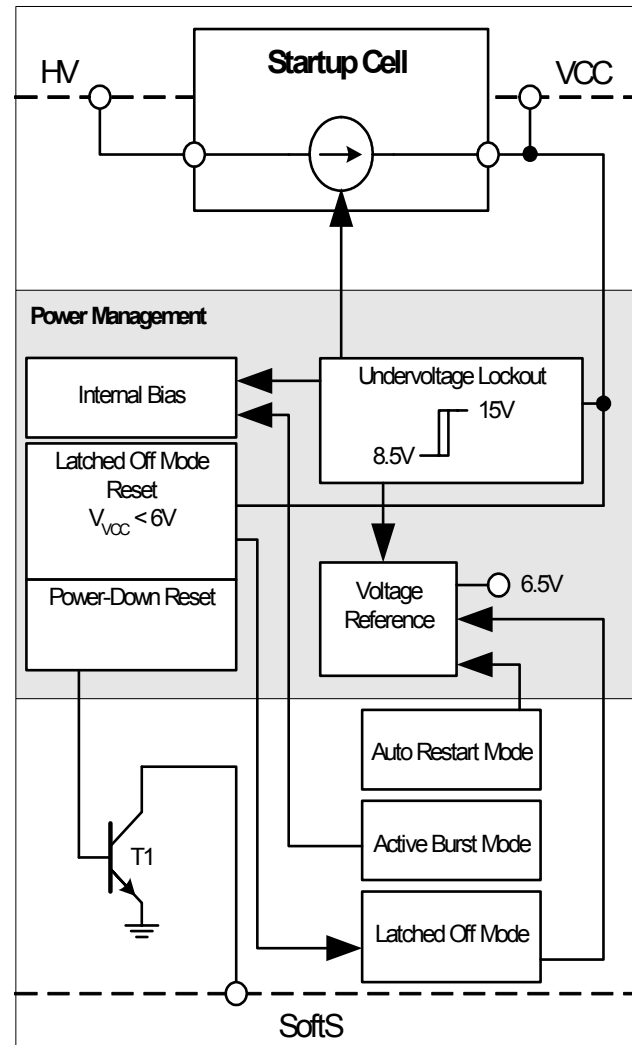 HV
Startup Cell
VCC
Power Management
Internal Bias
Undervoltage Lockout
15V
8.5V
Latched Off Mode
Reset
V_VCC < 6V
Power-Down Reset
Voltage
Reference
6.5V
Auto Restart Mode
Active Burst Mode
T1
Latched Off Mode
SoftS